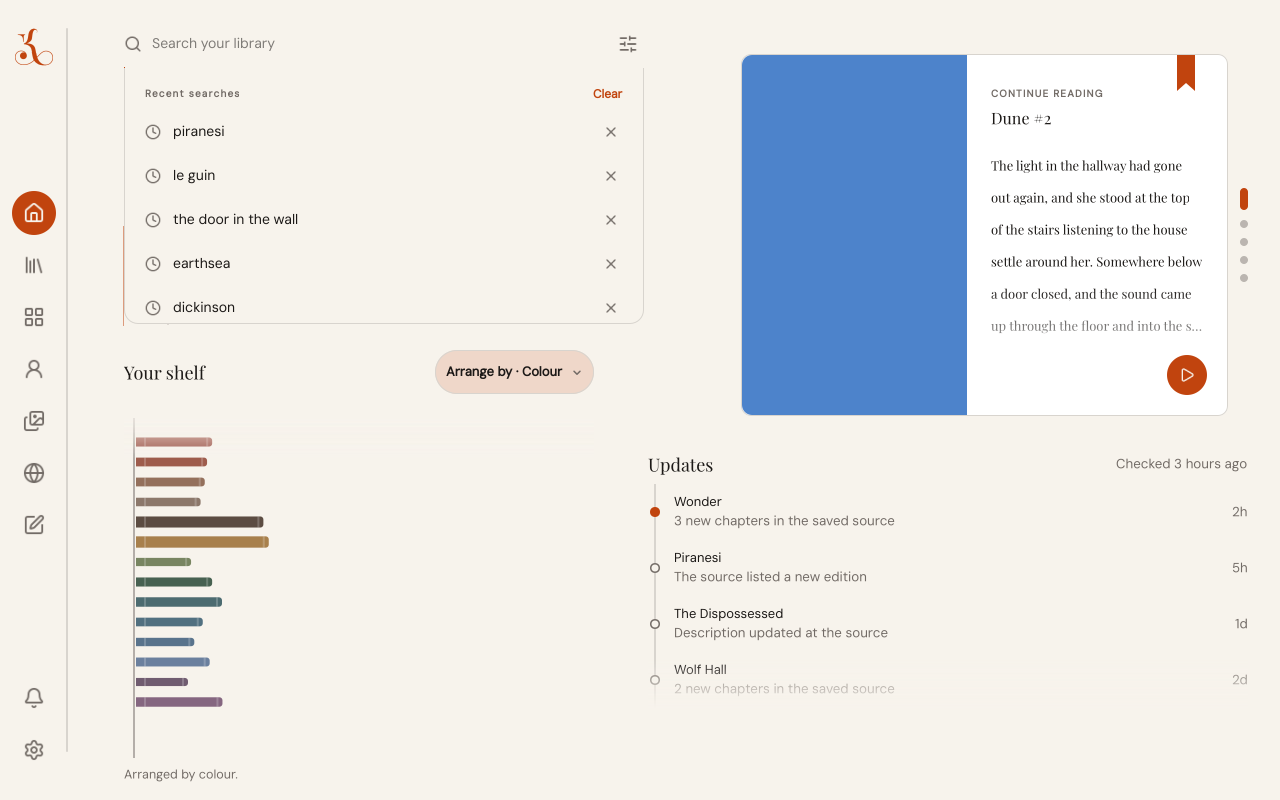 Search your library
Recent searches
Clear
piranesi
le guin
the door in the wall
earthsea
dickinson
CONTINUE READING
Dune #2
The light in the hallway had gone
out again, and she stood at the top
of the stairs listening to the house
settle around her. Somewhere below
a door closed, and the sound came
up through the floor and into the s…
Your shelf
Arrange by · Colour
Arranged by colour.
Updates
Checked 3 hours ago
Wonder
3 new chapters in the saved source
2h
Piranesi
The source listed a new edition
5h
The Dispossessed
Description updated at the source
1d
Wolf Hall
2 new chapters in the saved source
2d